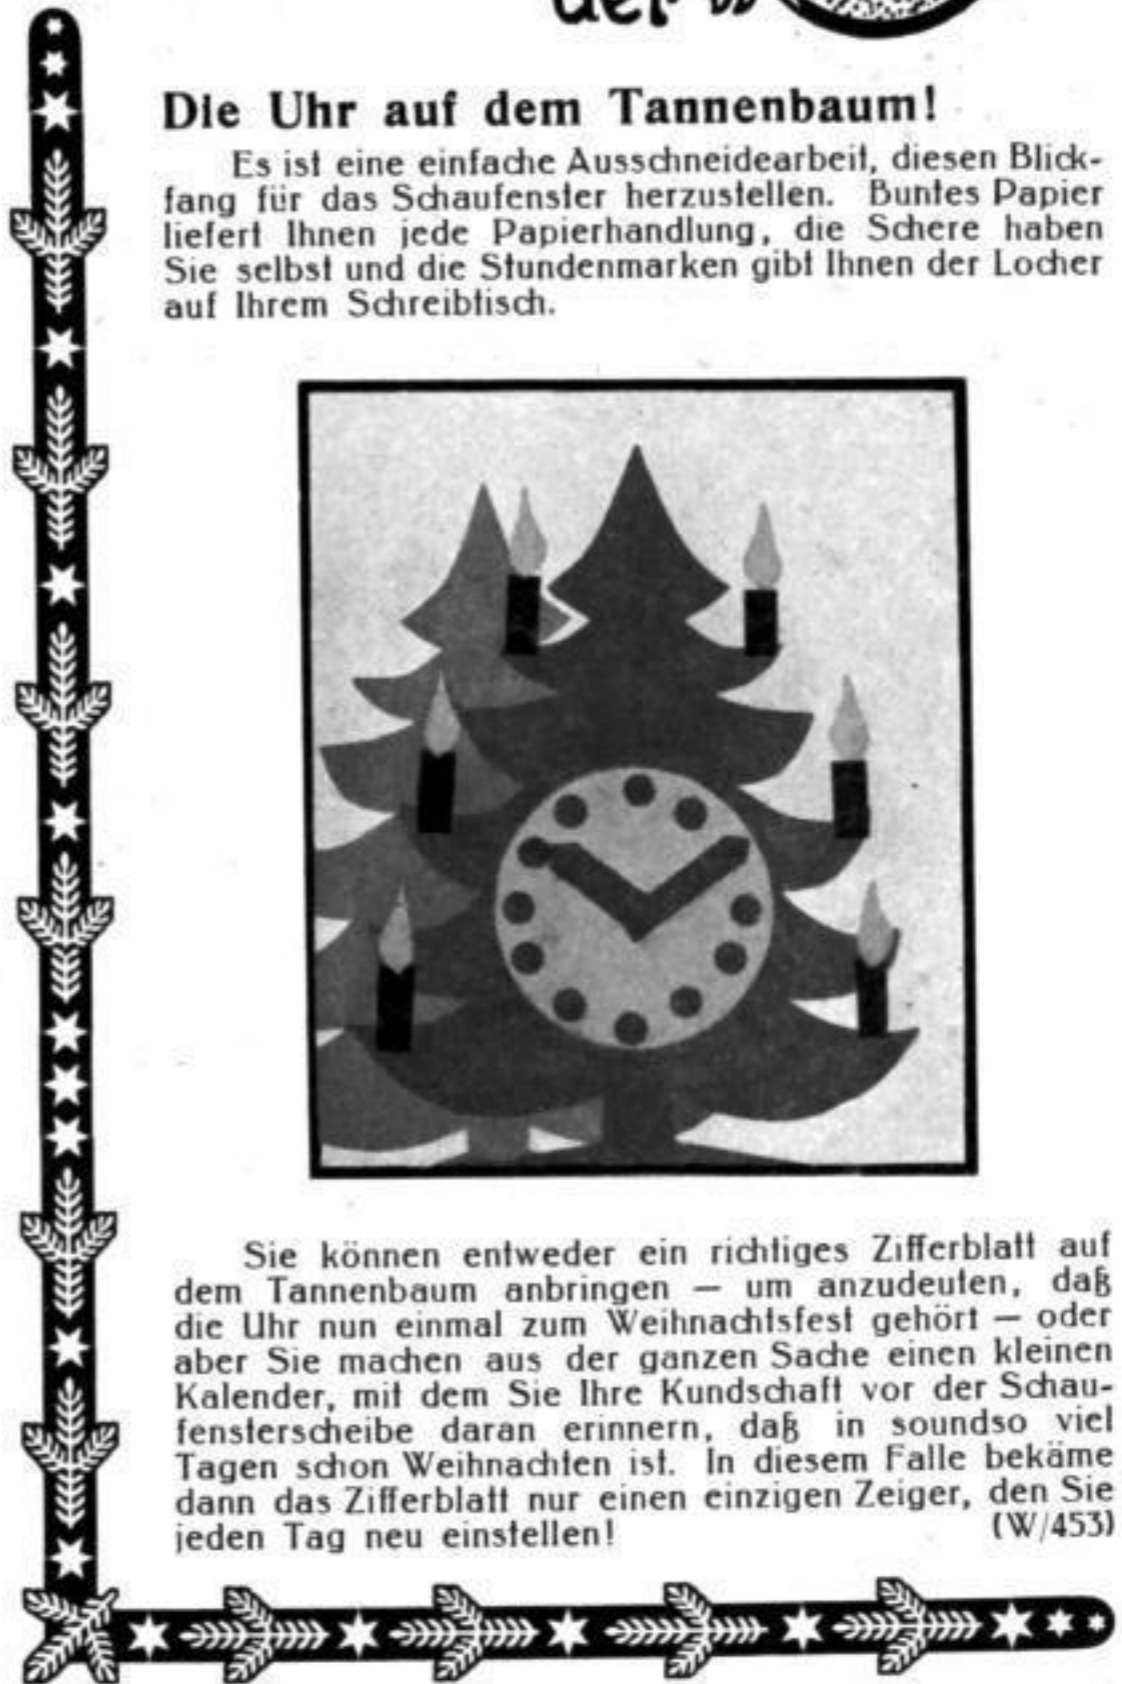 der
Die Uhr auf dem Tannenbaum!
Es ist eine einfache Ausschneidearbeit, diesen Blick-
fang für das Schaufenster herzustellen. Buntes Papier
liefert Ihnen jede Papierhandlung, die Schere haben
Sie selbst und die Stundenmarken gibt Ihnen der Locher
auf Ihrem Schreibtisch.
Sie können entweder ein richtiges Zifferblatt auf
dem Tannenbaum anbringen — um anzudeuten, daß
die Uhr nun einmal zum Weihnachtsfest gehört — oder
aber Sie machen aus der ganzen Sache einen kleinen
Kalender, mit dem Sie Ihre Kundschaft vor der Schau-
fensterscheibe daran erinnern, daß in soundso viel
Tagen schon Weihnachten ist. In diesem Falle bekäme
dann das Zifferblatt nur einen einzigen Zeiger, den Sie
jeden Tag neu einstellen! (W/453)